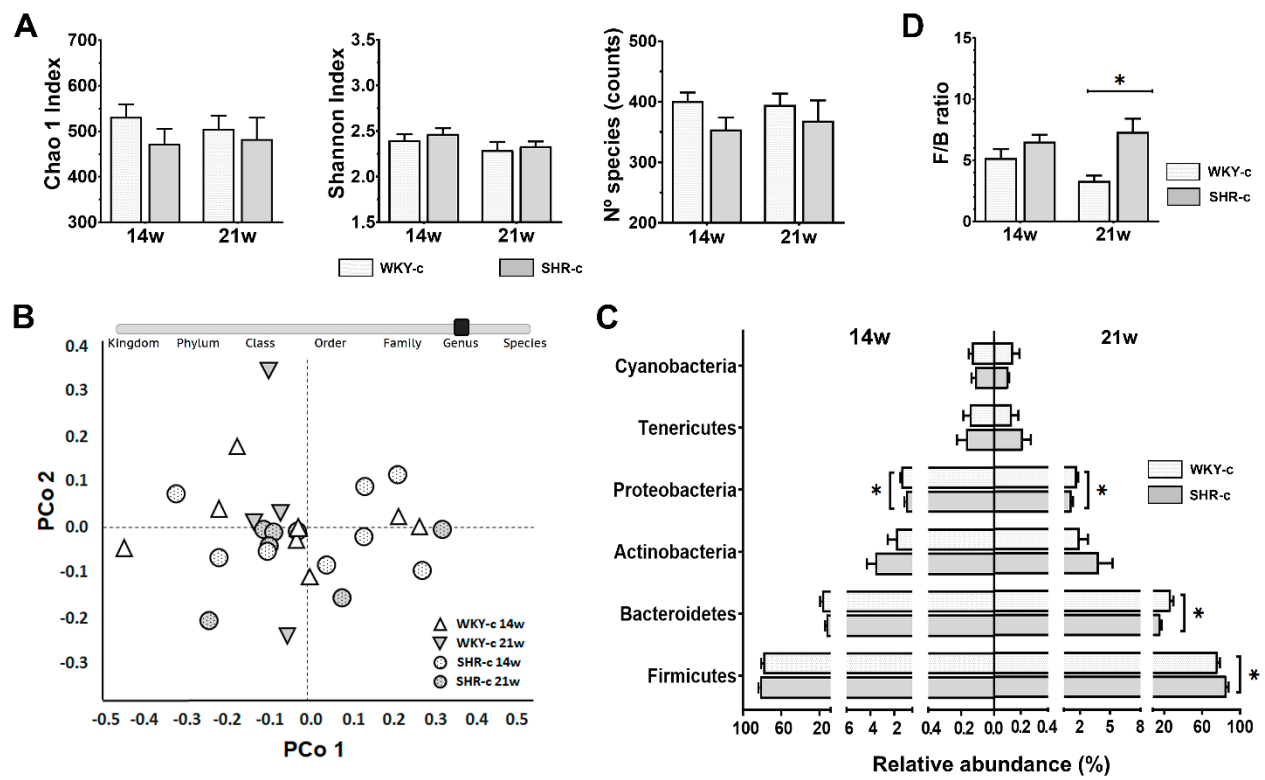 A
Chao 1 Index
700
600
500
400
300
14w 21w
Shannon Index
3.5
3.0
2.5
2.0
1.5
14w 21w
Nº species (counts)
500
400
300
200
14w 21w
WKY-c SHR-c
D
F/B ratio
15
10
5
0
*
14w 21w
WKY-c
SHR-c
B
Kingdom Phylum Class Order Family Genus Species
PCo 2
0.4
0.3
0.2
0.1
0.0
-0.1
-0.2
-0.3
WKY-c 14w
WKY-c 21w
SHR-c 14w
SHR-c 21w
-0.5 -0.4 -0.3 -0.2 -0.1 0.0 0.1 0.2 0.3 0.4 0.5
PCo 1
C
14w 21w
Cyanobacteria
Tenericutes
Proteobacteria
* *
Actinobacteria
Bacteroidetes
*
Firmicutes
*
WKY-c
SHR-c
100 20 6 4 2 0.4 0.2 0.0 0.2 0.4 2 6 8 20 60 100
Relative abundance (%)